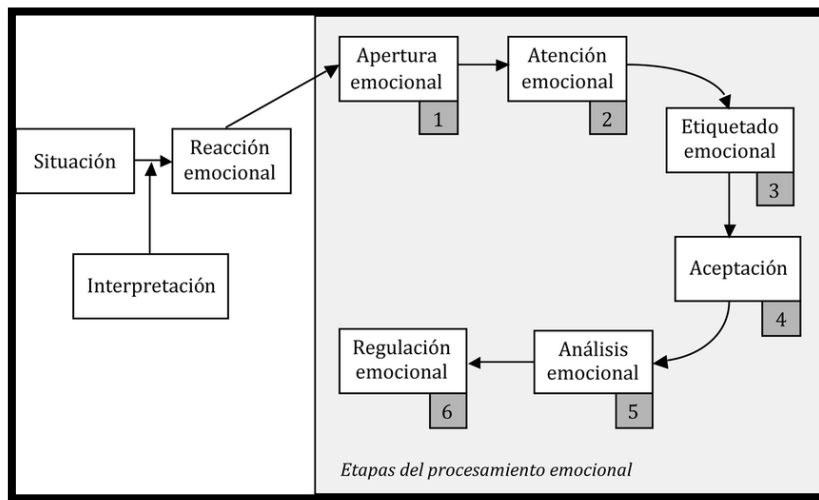 Situación
Reacción
emocional
Interpretación
Apertura
emocional
1
Atención
emocional
2
Etiquetado
emocional
3
Aceptación
4
Análisis
emocional
5
Regulación
emocional
6
Etapas del procesamiento emocional